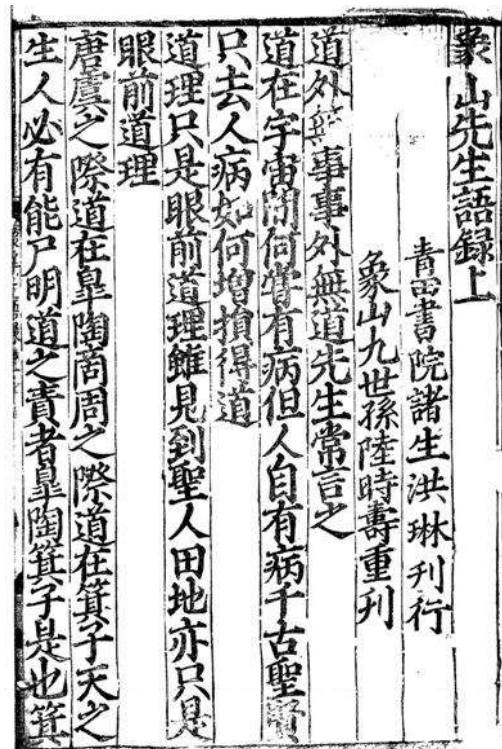 象山先生語録上
青田書院諸生洪琳刋行
象山九世孫陸時壽重刋
道外無事事外無道先生常言之
道在宇宙間何嘗有病但人自有病千古聖賢
只去人病如何增損得道
道理只是眼前道理雖見到聖人田地亦只是
眼前道理
唐虞之際道在臯陶商周之際道在箕子天之
生人必有能尸明道之責者臯陶箕子是也箕